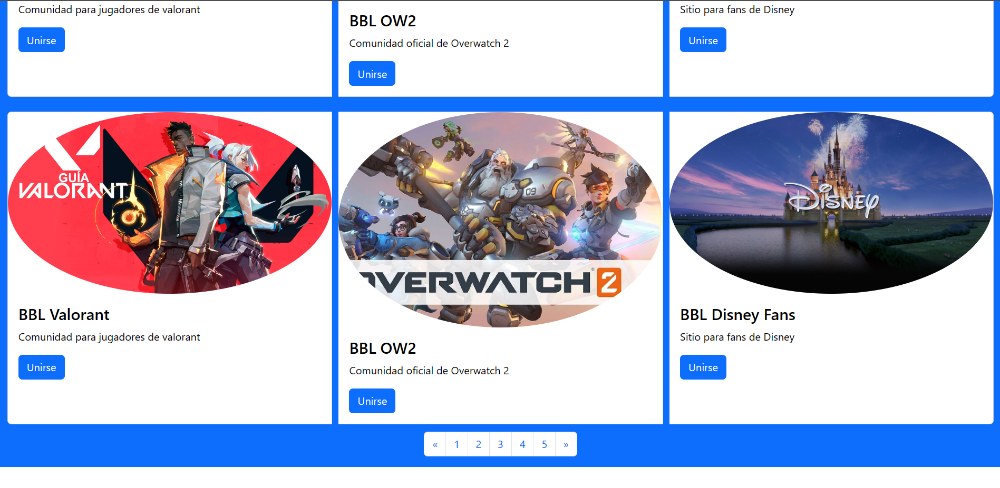 Comunidad para jugadores de valorant
Unirse
BBL OW2
Comunidad oficial de Overwatch 2
Unirse
Sitio para fans de Disney
Unirse
GUÍA
VALORANT
BBL Valorant
Comunidad para jugadores de valorant
Unirse
09
OVERWATCH 2
BBL OW2
Comunidad oficial de Overwatch 2
Unirse
Disney
BBL Disney Fans
Sitio para fans de Disney
Unirse
« 1 2 3 4 5 »